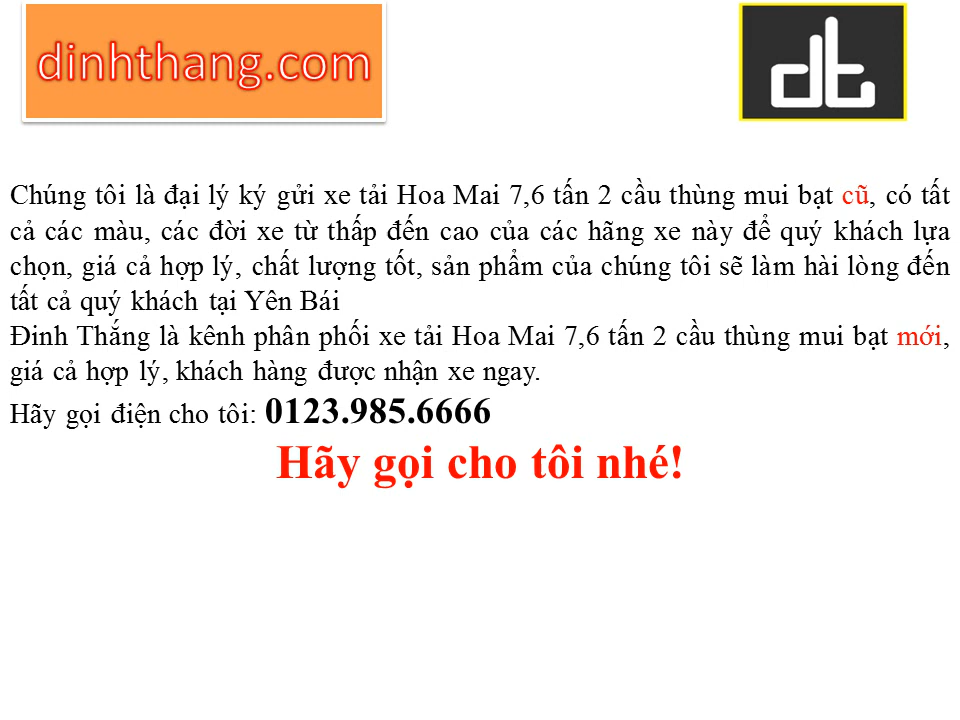 dinhthang.com
dt
Chúng tôi là đại lý ký gửi xe tải Hoa Mai 7,6 tấn 2 cầu thùng mui bạt cũ, có tất
cả các màu, các đời xe từ thấp đến cao của các hãng xe này để quý khách lựa
chọn, giá cả hợp lý, chất lượng tốt, sản phẩm của chúng tôi sẽ làm hài lòng đến
tất cả quý khách tại Yên Bái
Đinh Thắng là kênh phân phối xe tải Hoa Mai 7,6 tấn 2 cầu thùng mui bạt mới,
giá cả hợp lý, khách hàng được nhận xe ngay.
Hãy gọi điện cho tôi: 0123.985.6666
Hãy gọi cho tôi nhé!